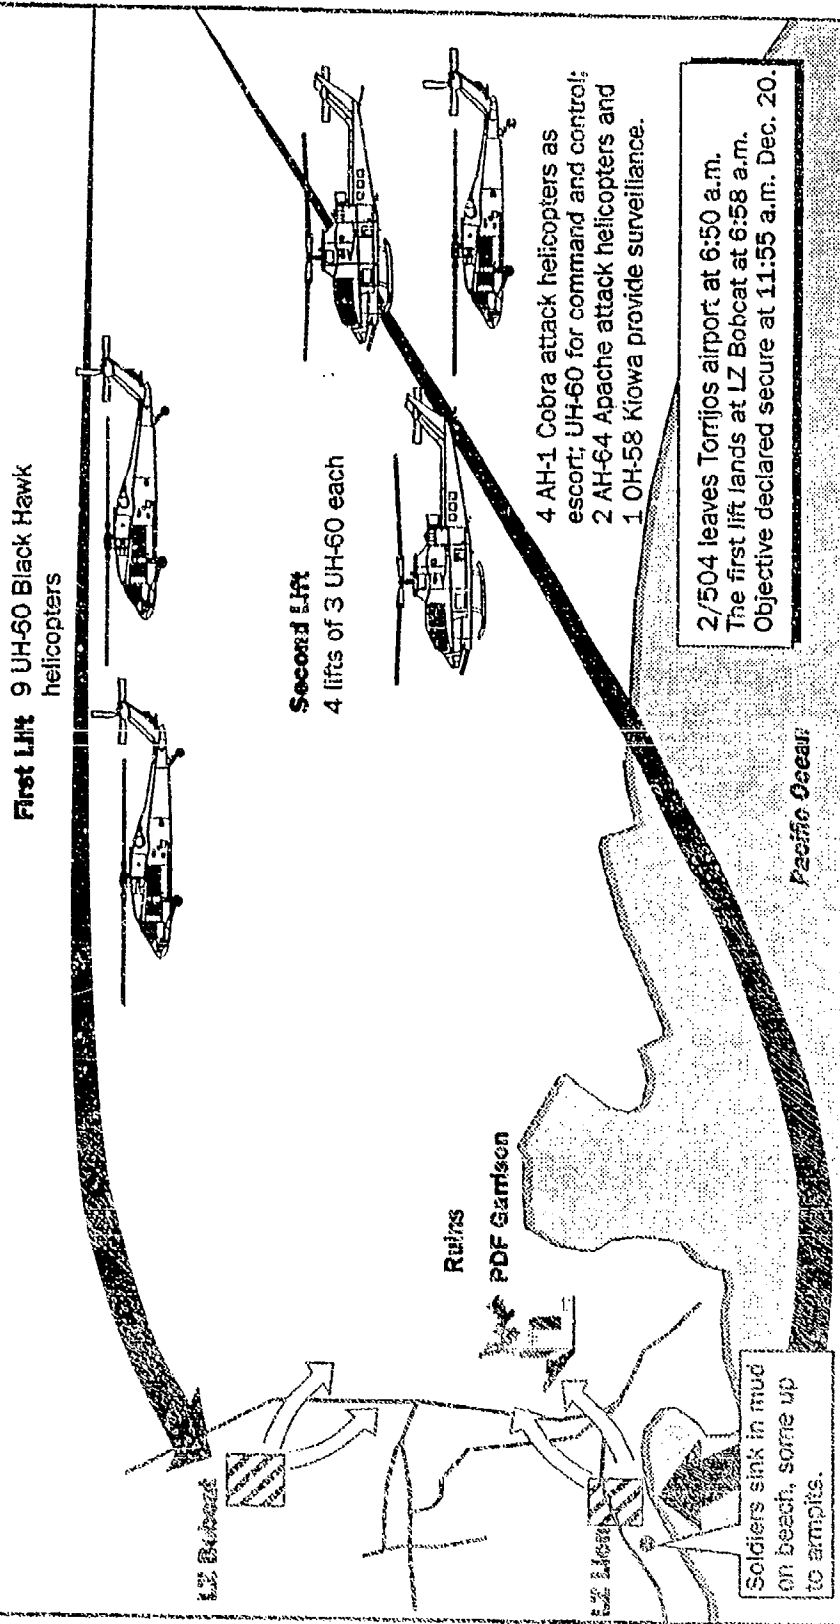 First Lift 9 UH-60 Black Hawk
helicopters
Second Lift
4 lifts of 3 UH-60 each
4 AH-1 Cobra attack helicopters as
escort; UH-60 for command and control;
2 AH-64 Apache attack helicopters and
1 OH-58 Kiowa provide surveillance.
2/504 leaves Torrijos airport at 6:50 a.m.
The first lift lands at LZ Bobcat at 6:58 a.m.
Objective declared secure at 11:55 a.m. Dec. 20.
Pacific Ocean
Ruins
PDF Garrison
LZ Bobcat
LZ Lion
Soldiers sink in mud
on beach, some up
to armpits.